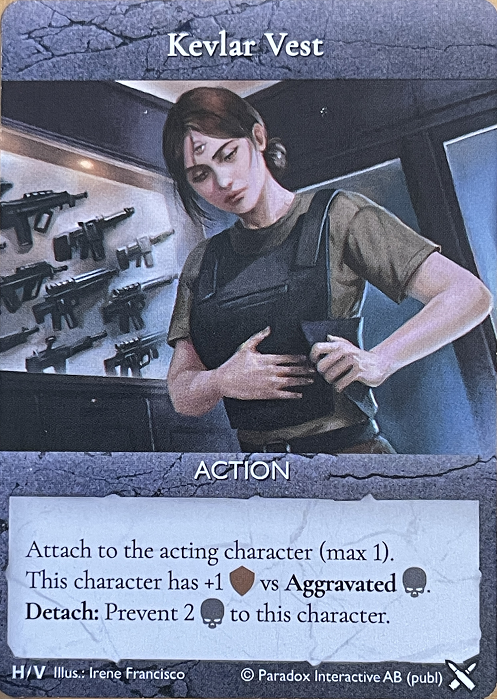 Kevlar Vest
ACTION
Attach to the acting character (max 1).
This character has +1 vs Aggravated .
Detach: Prevent 2 to this character.
H/V Illus.: Irene Francisco © Paradox Interactive AB (publ)